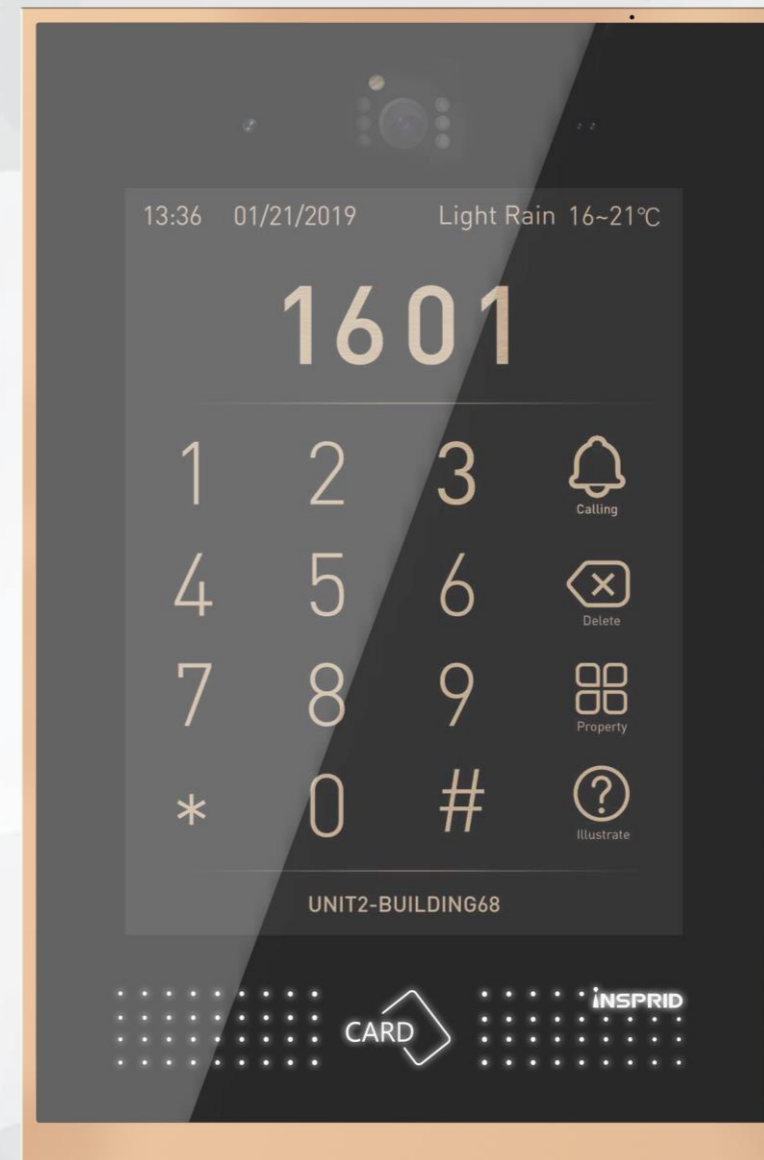 13:36 01/21/2019 Light Rain 16~21℃
1601
1 2 3 Calling
4 5 6 Delete
7 8 9 Property
* 0 # Illustrate
UNIT2-BUILDING68
iNSPRID
CARD